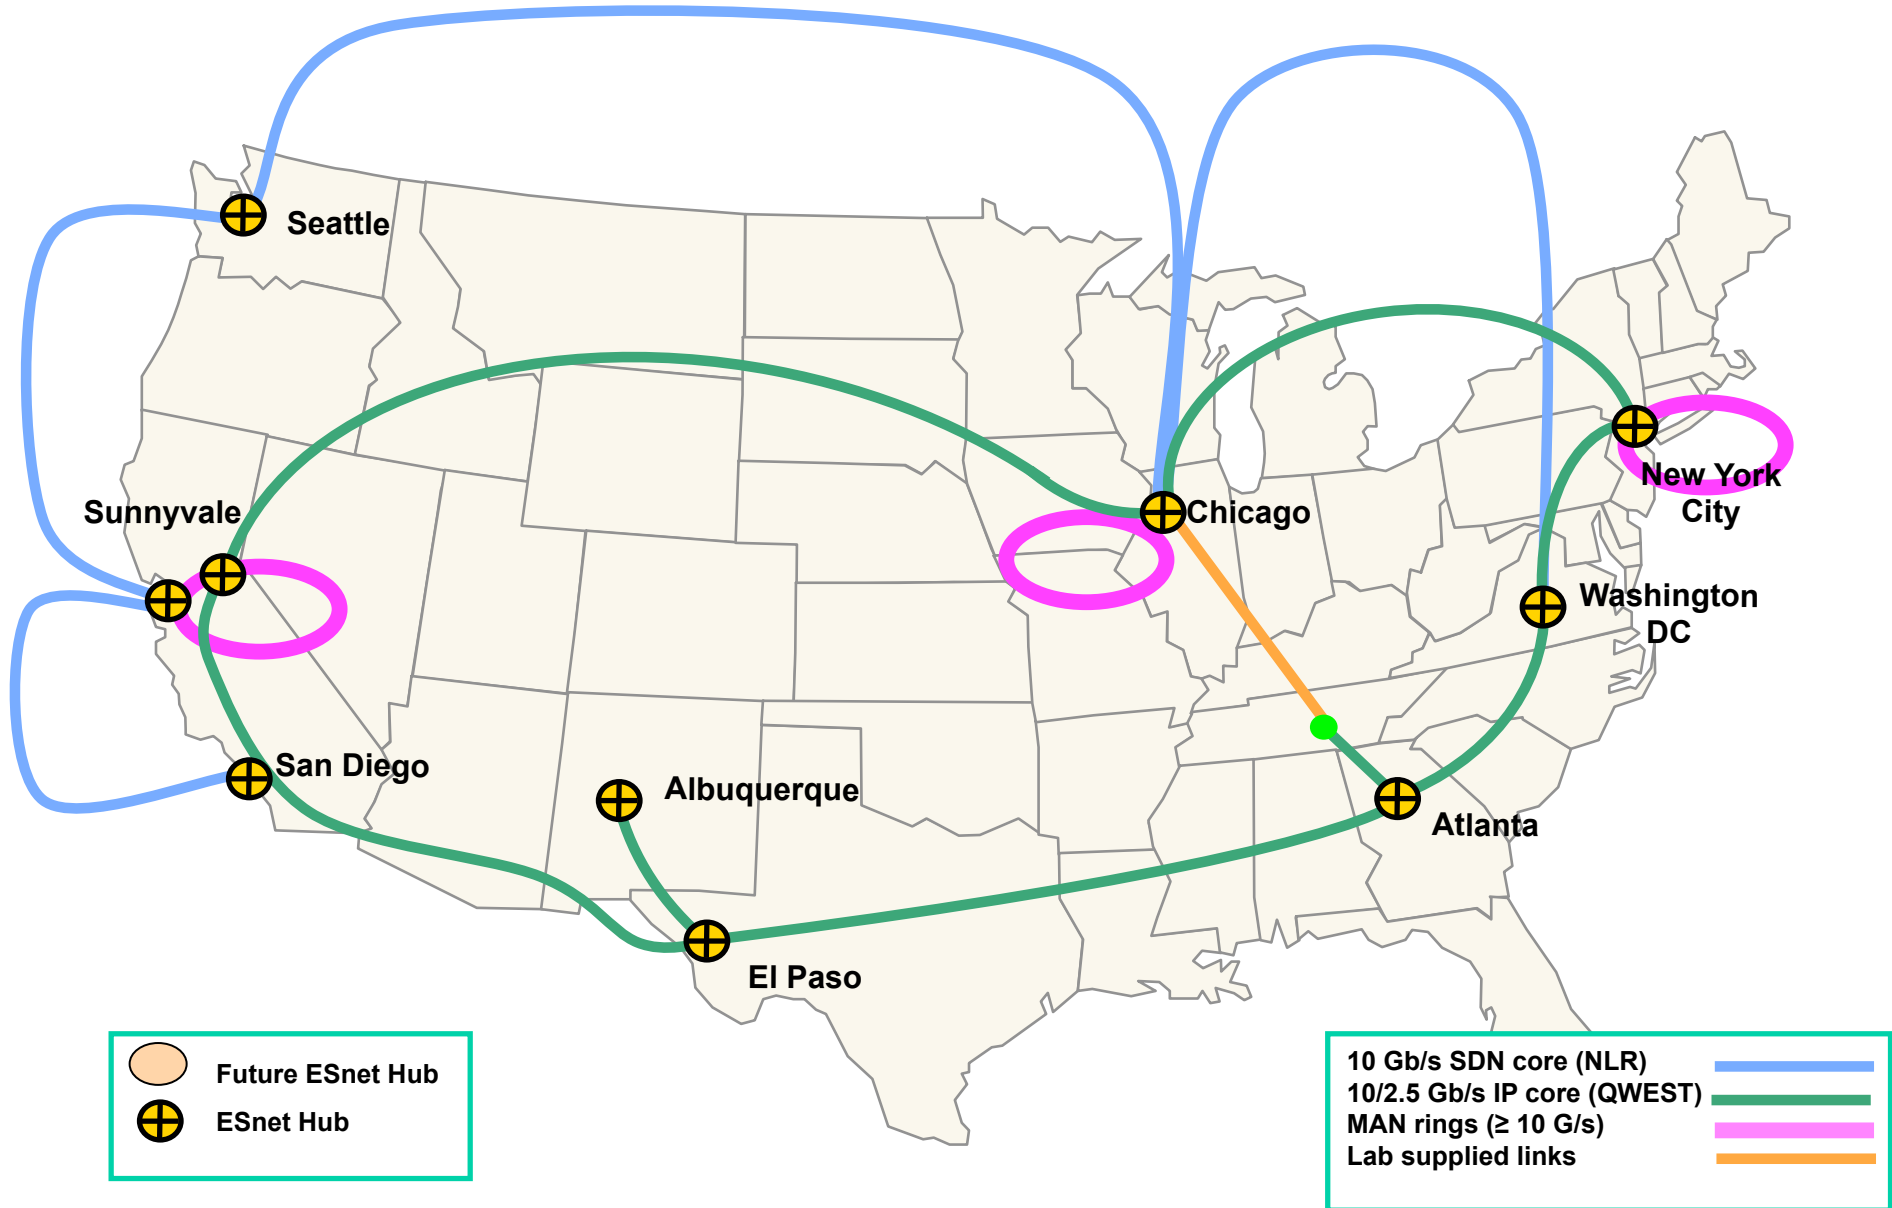 Seattle
Sunnyvale
Chicago
New York
City
Washington
DC
San Diego
Albuquerque
Atlanta
El Paso
Future ESnet Hub
ESnet Hub
10 Gb/s SDN core (NLR)
10/2.5 Gb/s IP core (QWEST)
MAN rings (≥ 10 G/s)
Lab supplied links